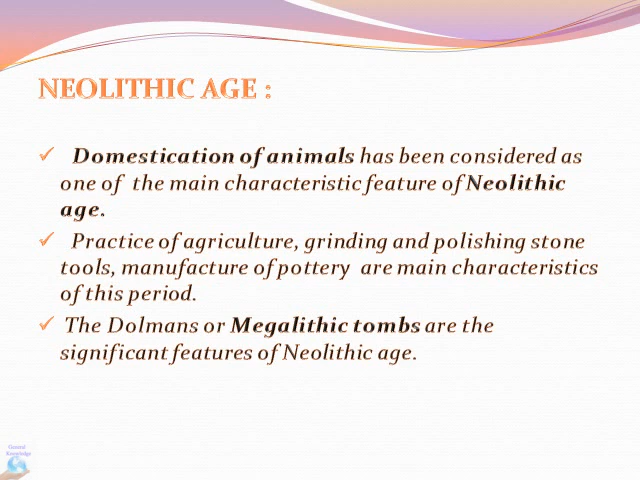 NEOLITHIC AGE :
✓ Domestication of animals has been considered as
one of the main characteristic feature of Neolithic
age.
✓ Practice of agriculture, grinding and polishing stone
tools, manufacture of pottery are main characteristics
of this period.
✓ The Dolmans or Megalithic tombs are the
significant features of Neolithic age.
General
Knowledge